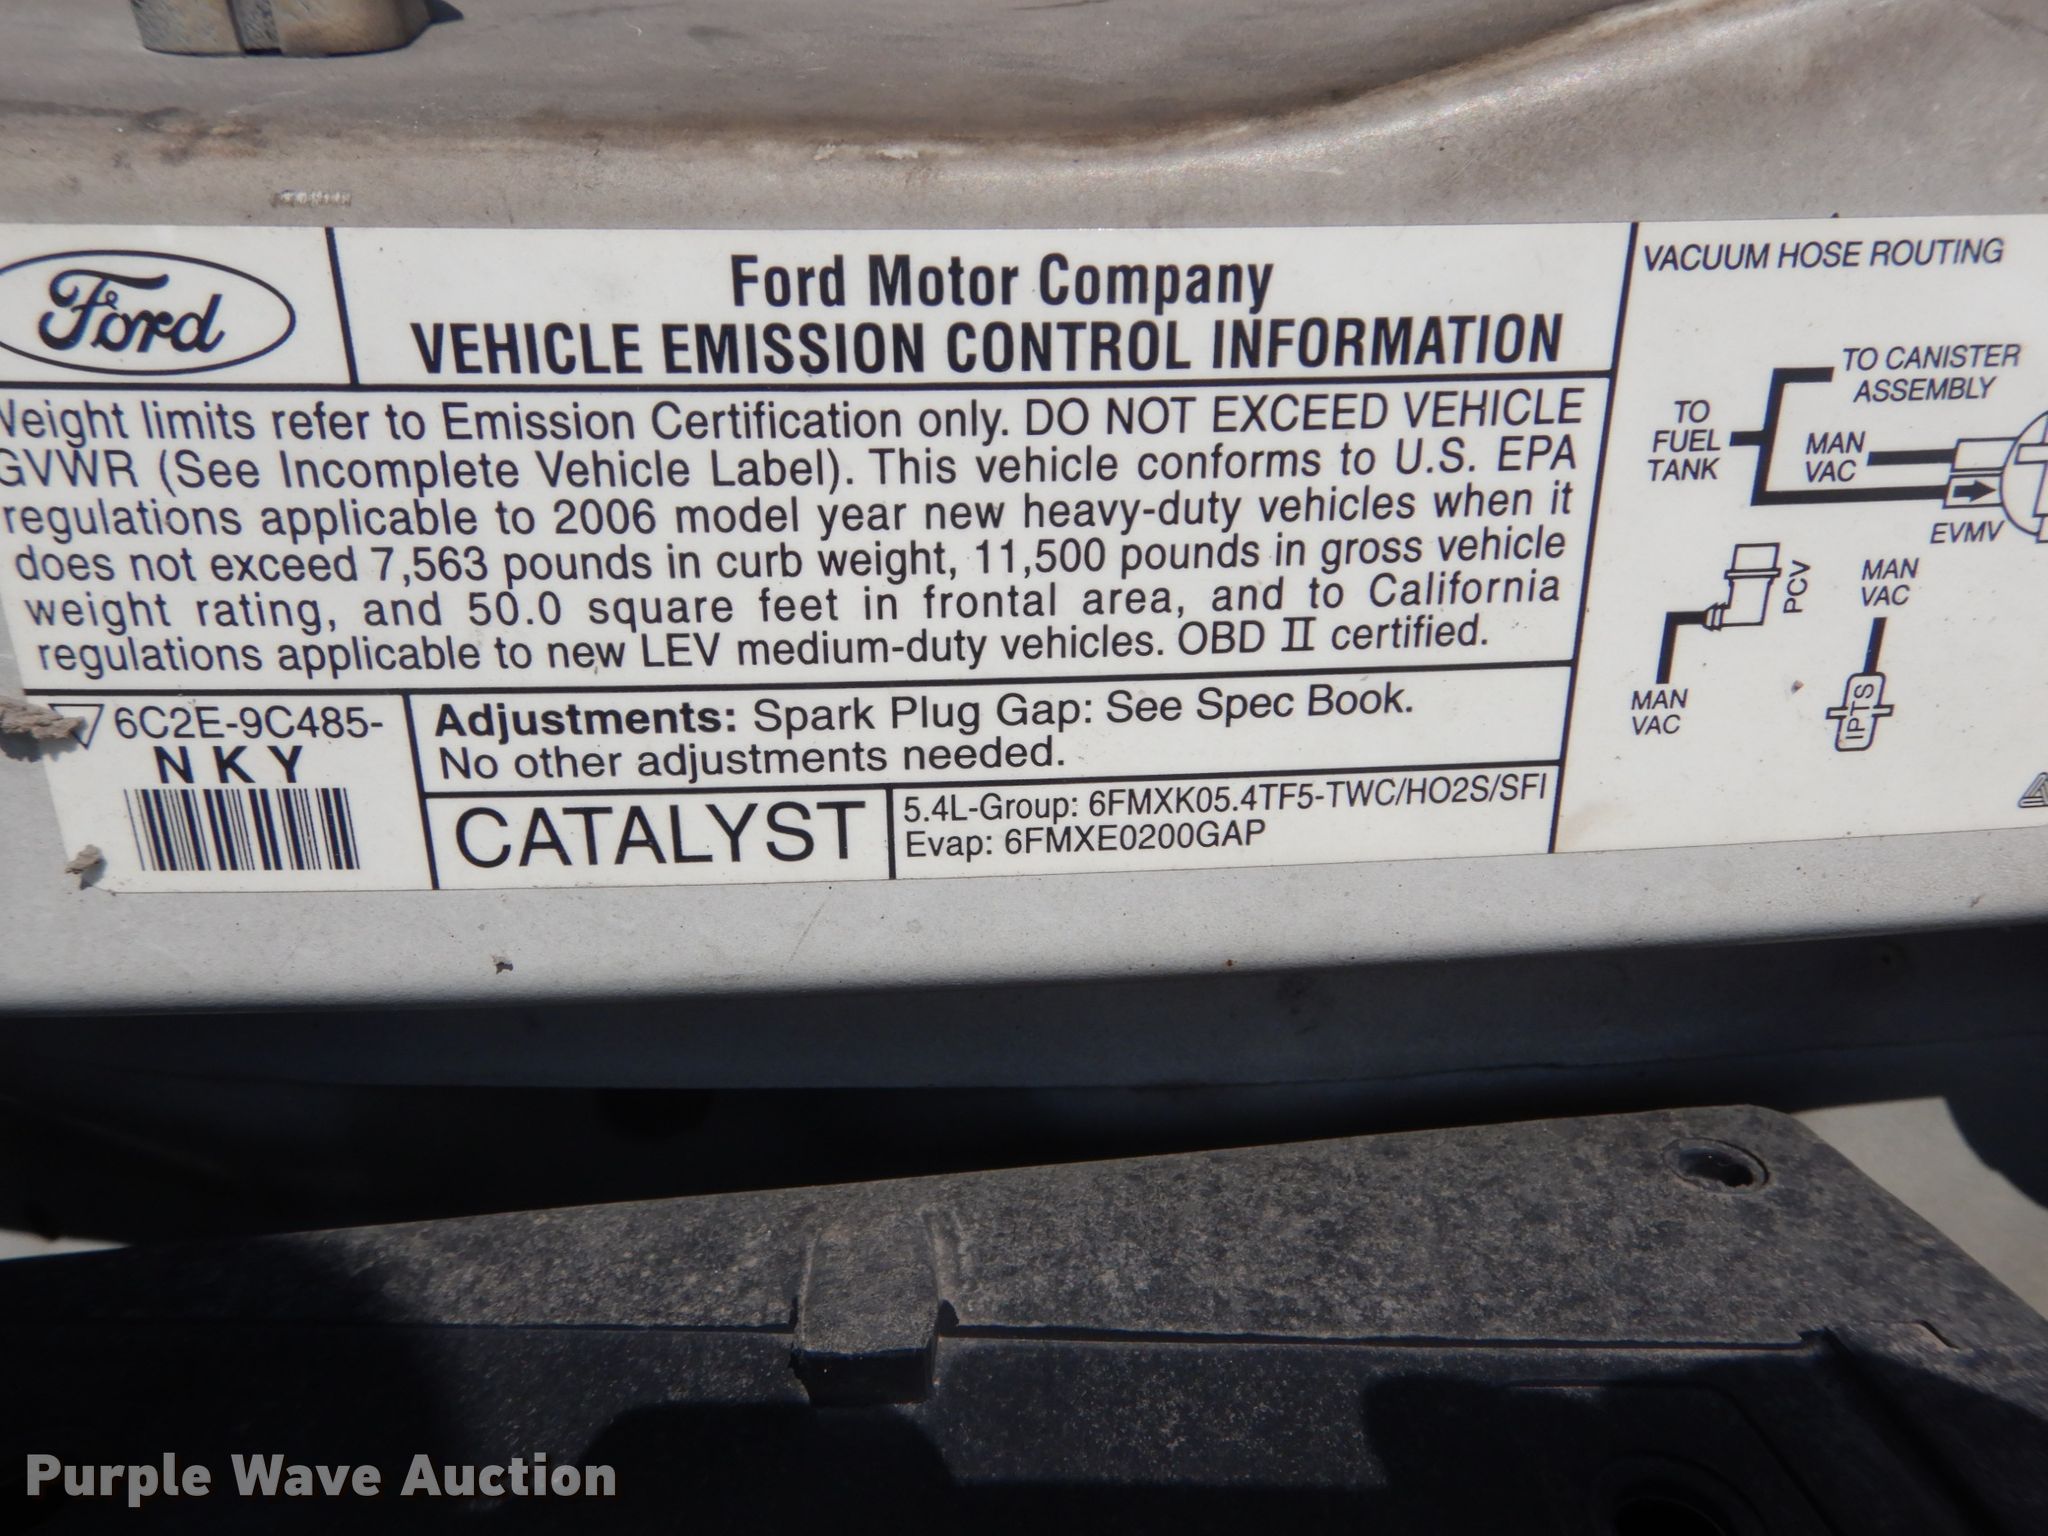 Ford
Ford Motor Company
VEHICLE EMISSION CONTROL INFORMATION
Weight limits refer to Emission Certification only. DO NOT EXCEED VEHICLE
GVWR (See Incomplete Vehicle Label). This vehicle conforms to U.S. EPA
regulations applicable to 2006 model year new heavy-duty vehicles when it
does not exceed 7,563 pounds in curb weight, 11,500 pounds in gross vehicle
weight rating, and 50.0 square feet in frontal area, and to California
regulations applicable to new LEV medium-duty vehicles. OBD II certified.
6C2E-9C485-
NKY
Adjustments: Spark Plug Gap: See Spec Book.
No other adjustments needed.
CATALYST
5.4L-Group: 6FMXK05.4TF5-TWC/HO2S/SFI
Evap: 6FMXE0200GAP
VACUUM HOSE ROUTING
TO CANISTER
ASSEMBLY
TO
FUEL
TANK
MAN
VAC
EVMV
PCV
MAN
VAC
MAN
VAC
IPTS
Purple Wave Auction